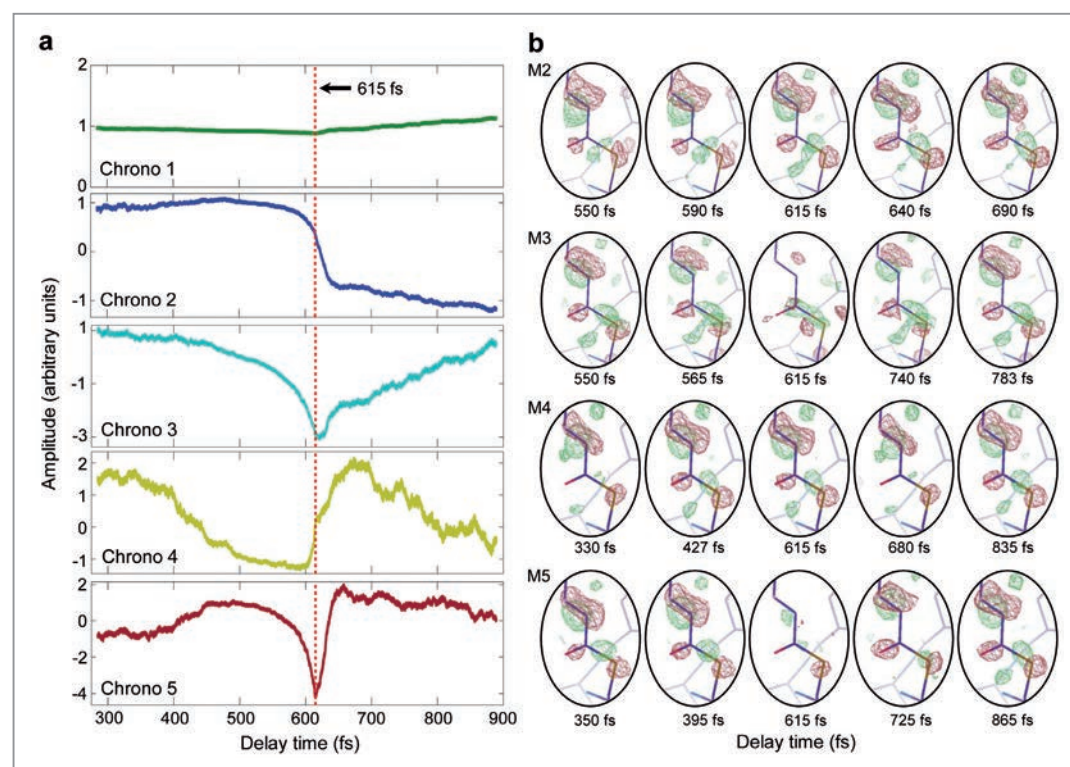 a
615 fs
2
1
0
Chrono 1
1
0
-1
Chrono 2
1
-1
-3
Chrono 3
2
1
0
-1
Chrono 4
2
0
-2
-4
Chrono 5
Amplitude (arbitrary units)
300 400 500 600 700 800 900
Delay time (fs)
b
M2
550 fs 590 fs 615 fs 640 fs 690 fs
M3
550 fs 565 fs 615 fs 740 fs 783 fs
M4
330 fs 427 fs 615 fs 680 fs 835 fs
M5
350 fs 395 fs 615 fs 725 fs 865 fs
Delay time (fs)